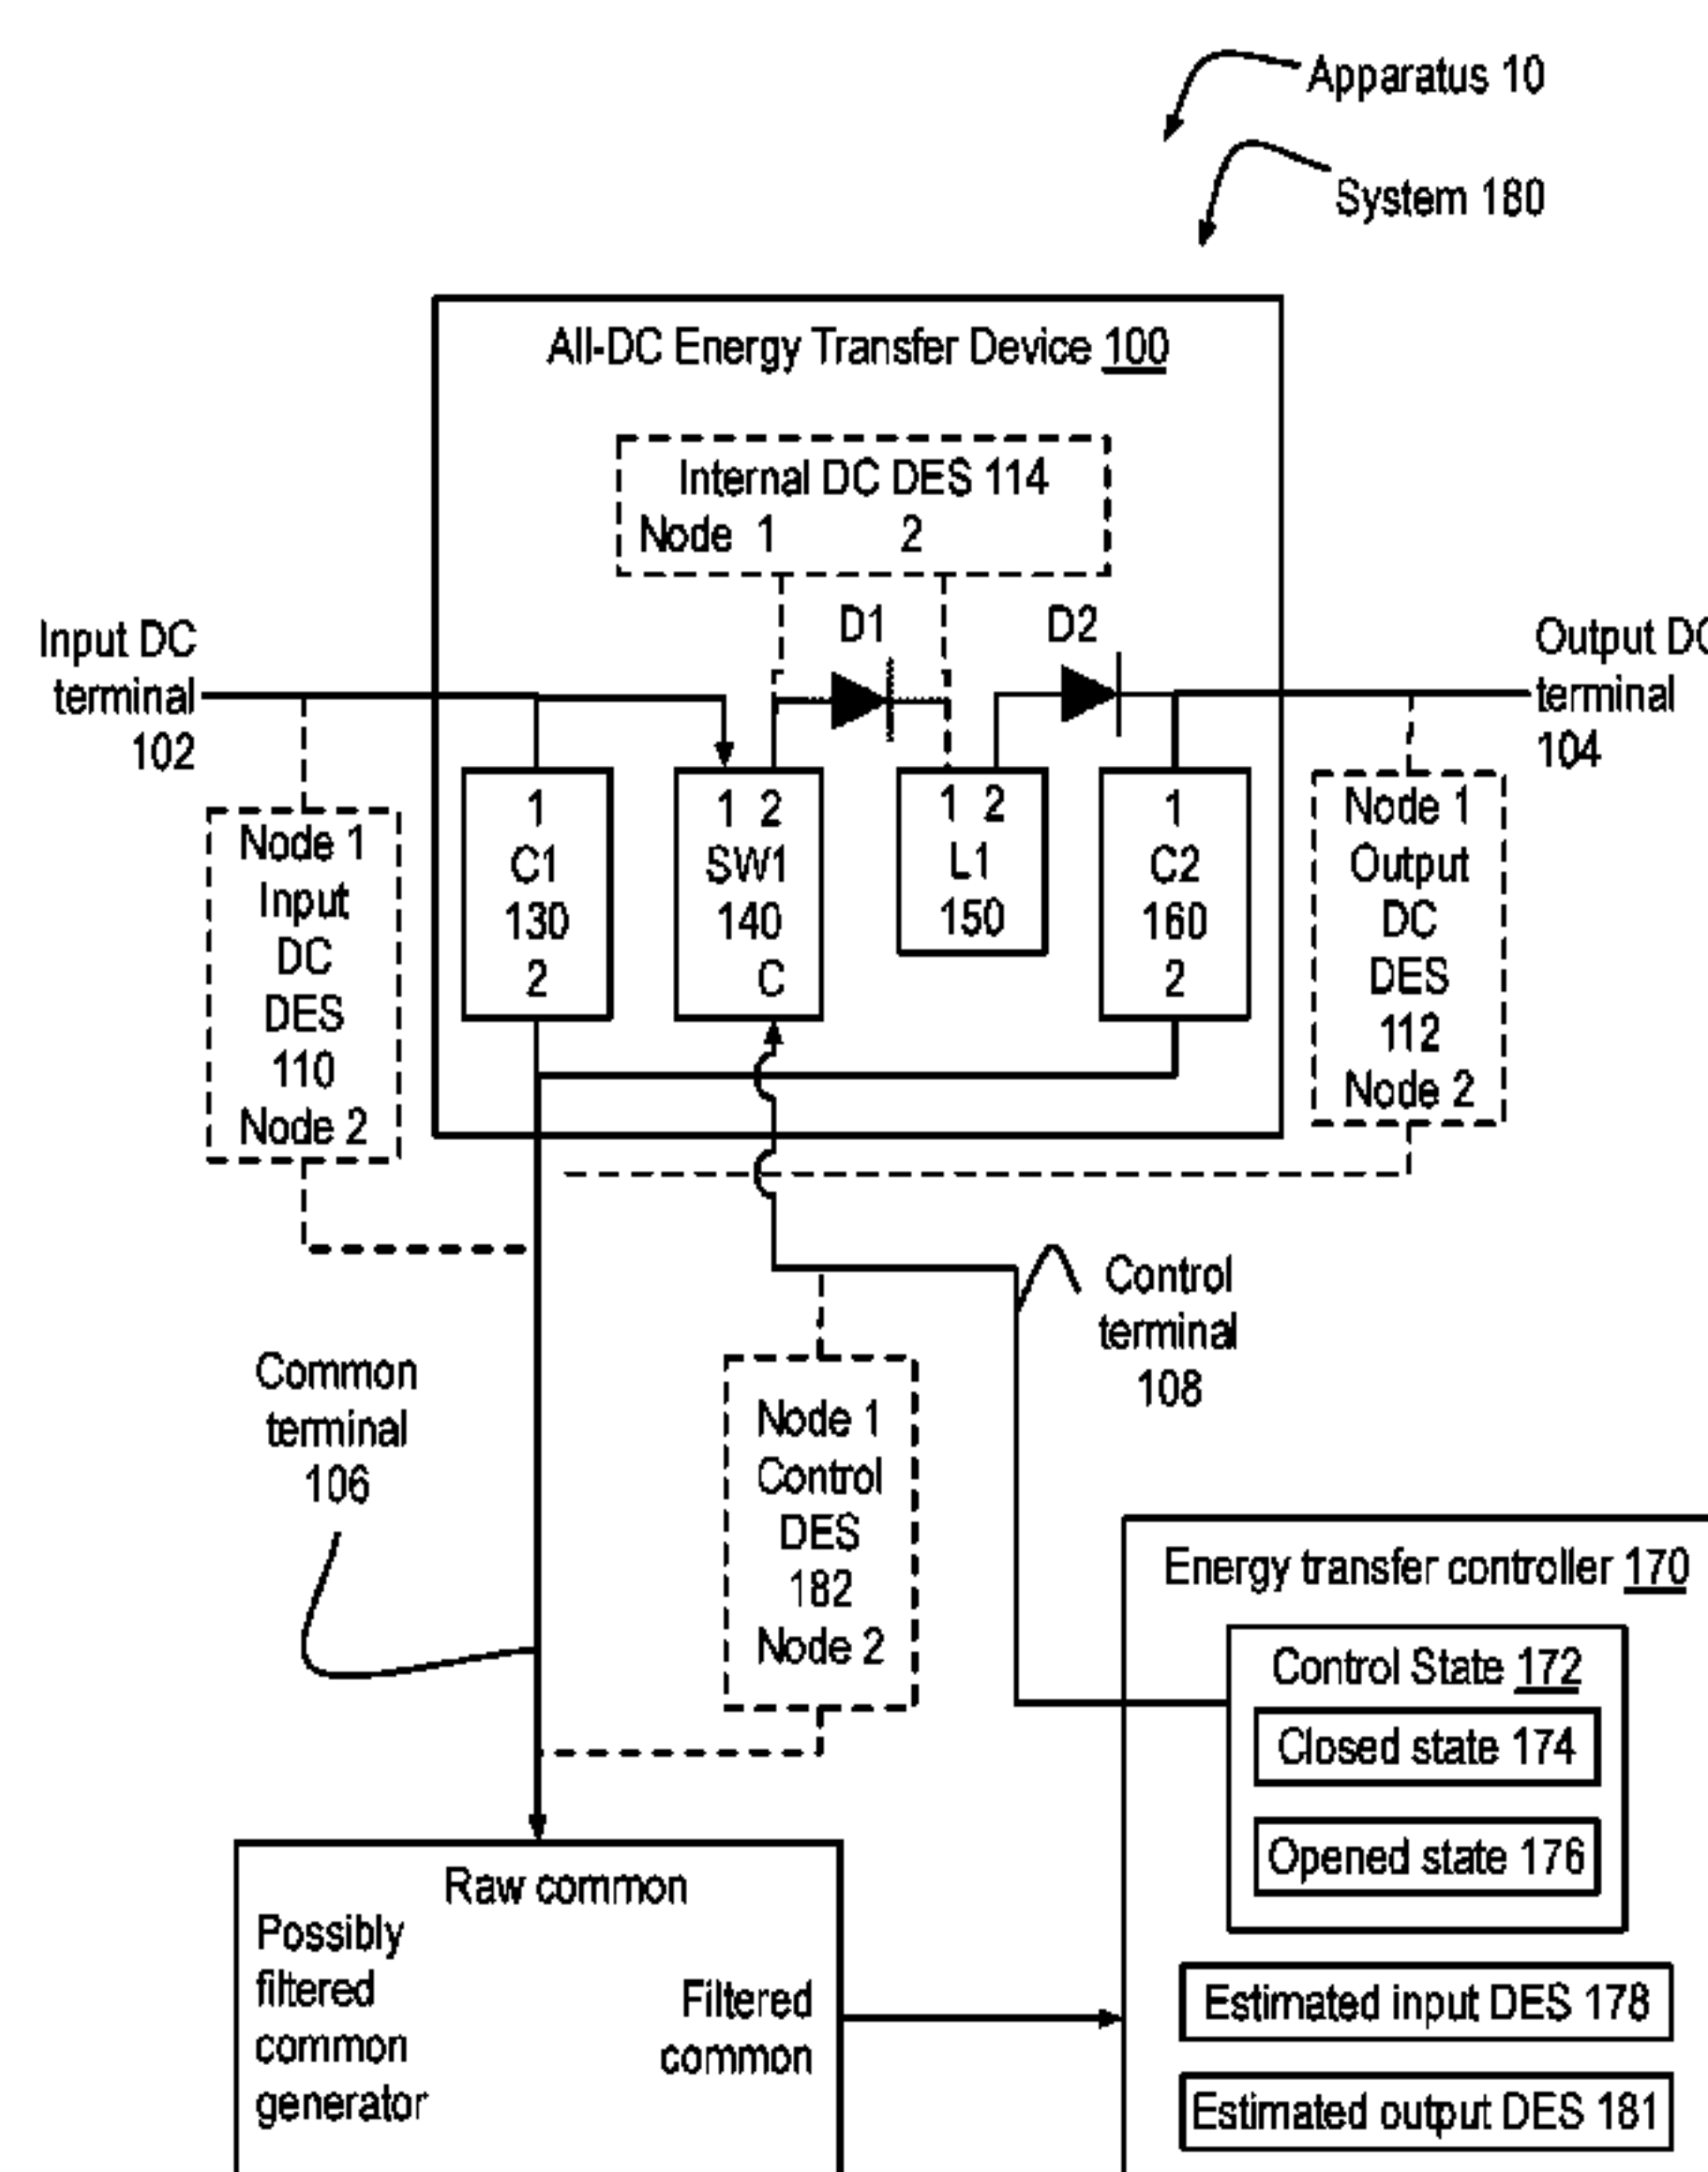 Apparatus 10
System 180
All-DC Energy Transfer Device 100
Internal DC DES 114
Node 1 2
D1
D2
Input DC
terminal
102
Output DC
terminal
104
1
C1
130
2
1 2
SW1
140
C
1 2
L1
150
1
C2
160
2
Node 1
Input
DC
DES
110
Node 2
Node 1
Output
DC
DES
112
Node 2
Control
terminal
108
Common
terminal
106
Node 1
Control
DES
182
Node 2
Energy transfer controller 170
Control State 172
Closed state 174
Opened state 176
Estimated input DES 178
Estimated output DES 181
Raw common
Possibly
filtered
common
generator
Filtered
common